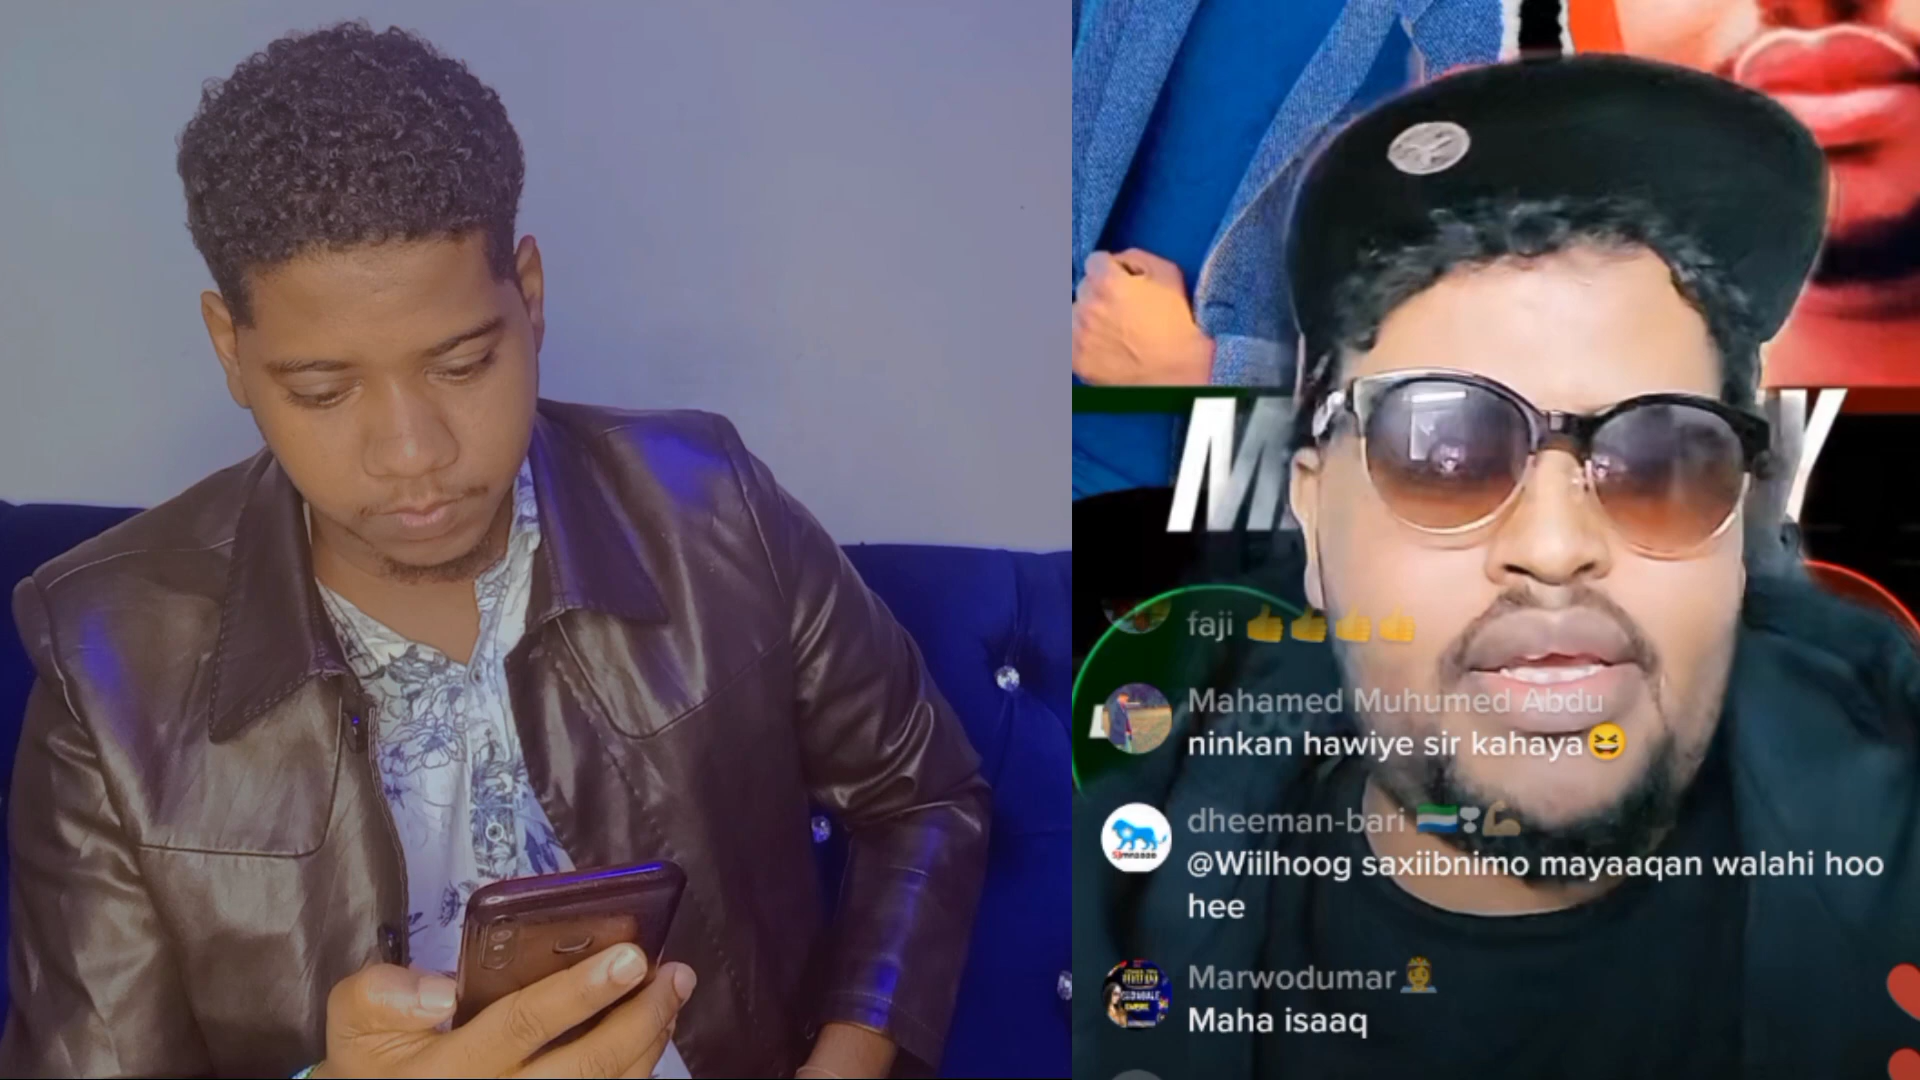 faji 👍👍👍👍
Mahamed Muhumed Abdu
ninkan hawiye sir kahaya😆
dheeman-bari 🇸🇱❣💪
@Wiilhoog saxiibnimo mayaaqan walahi hoo
hee
Marwodumar👰
Maha isaaq